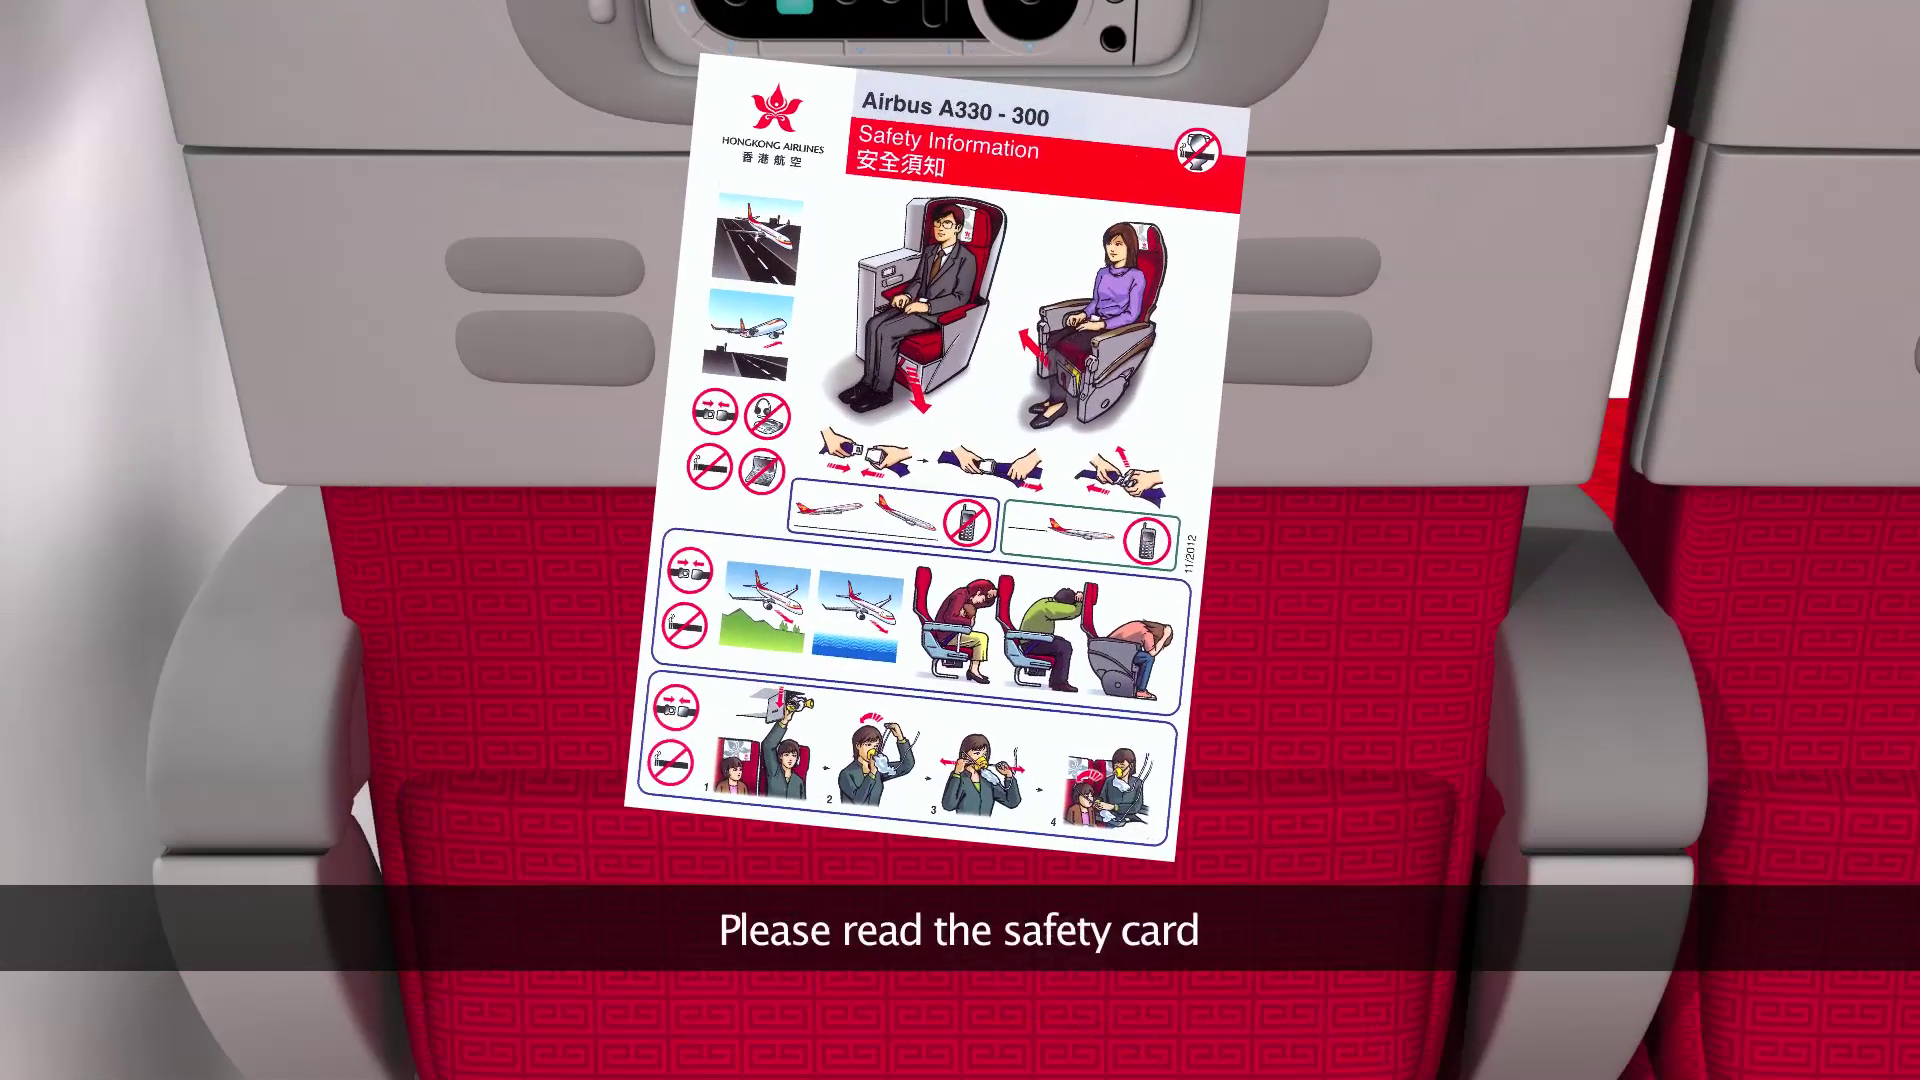 HONGKONG AIRLINES
香港航空
Airbus A330 - 300
Safety Information
安全須知
11/2012
1
2
3
4
Please read the safety card